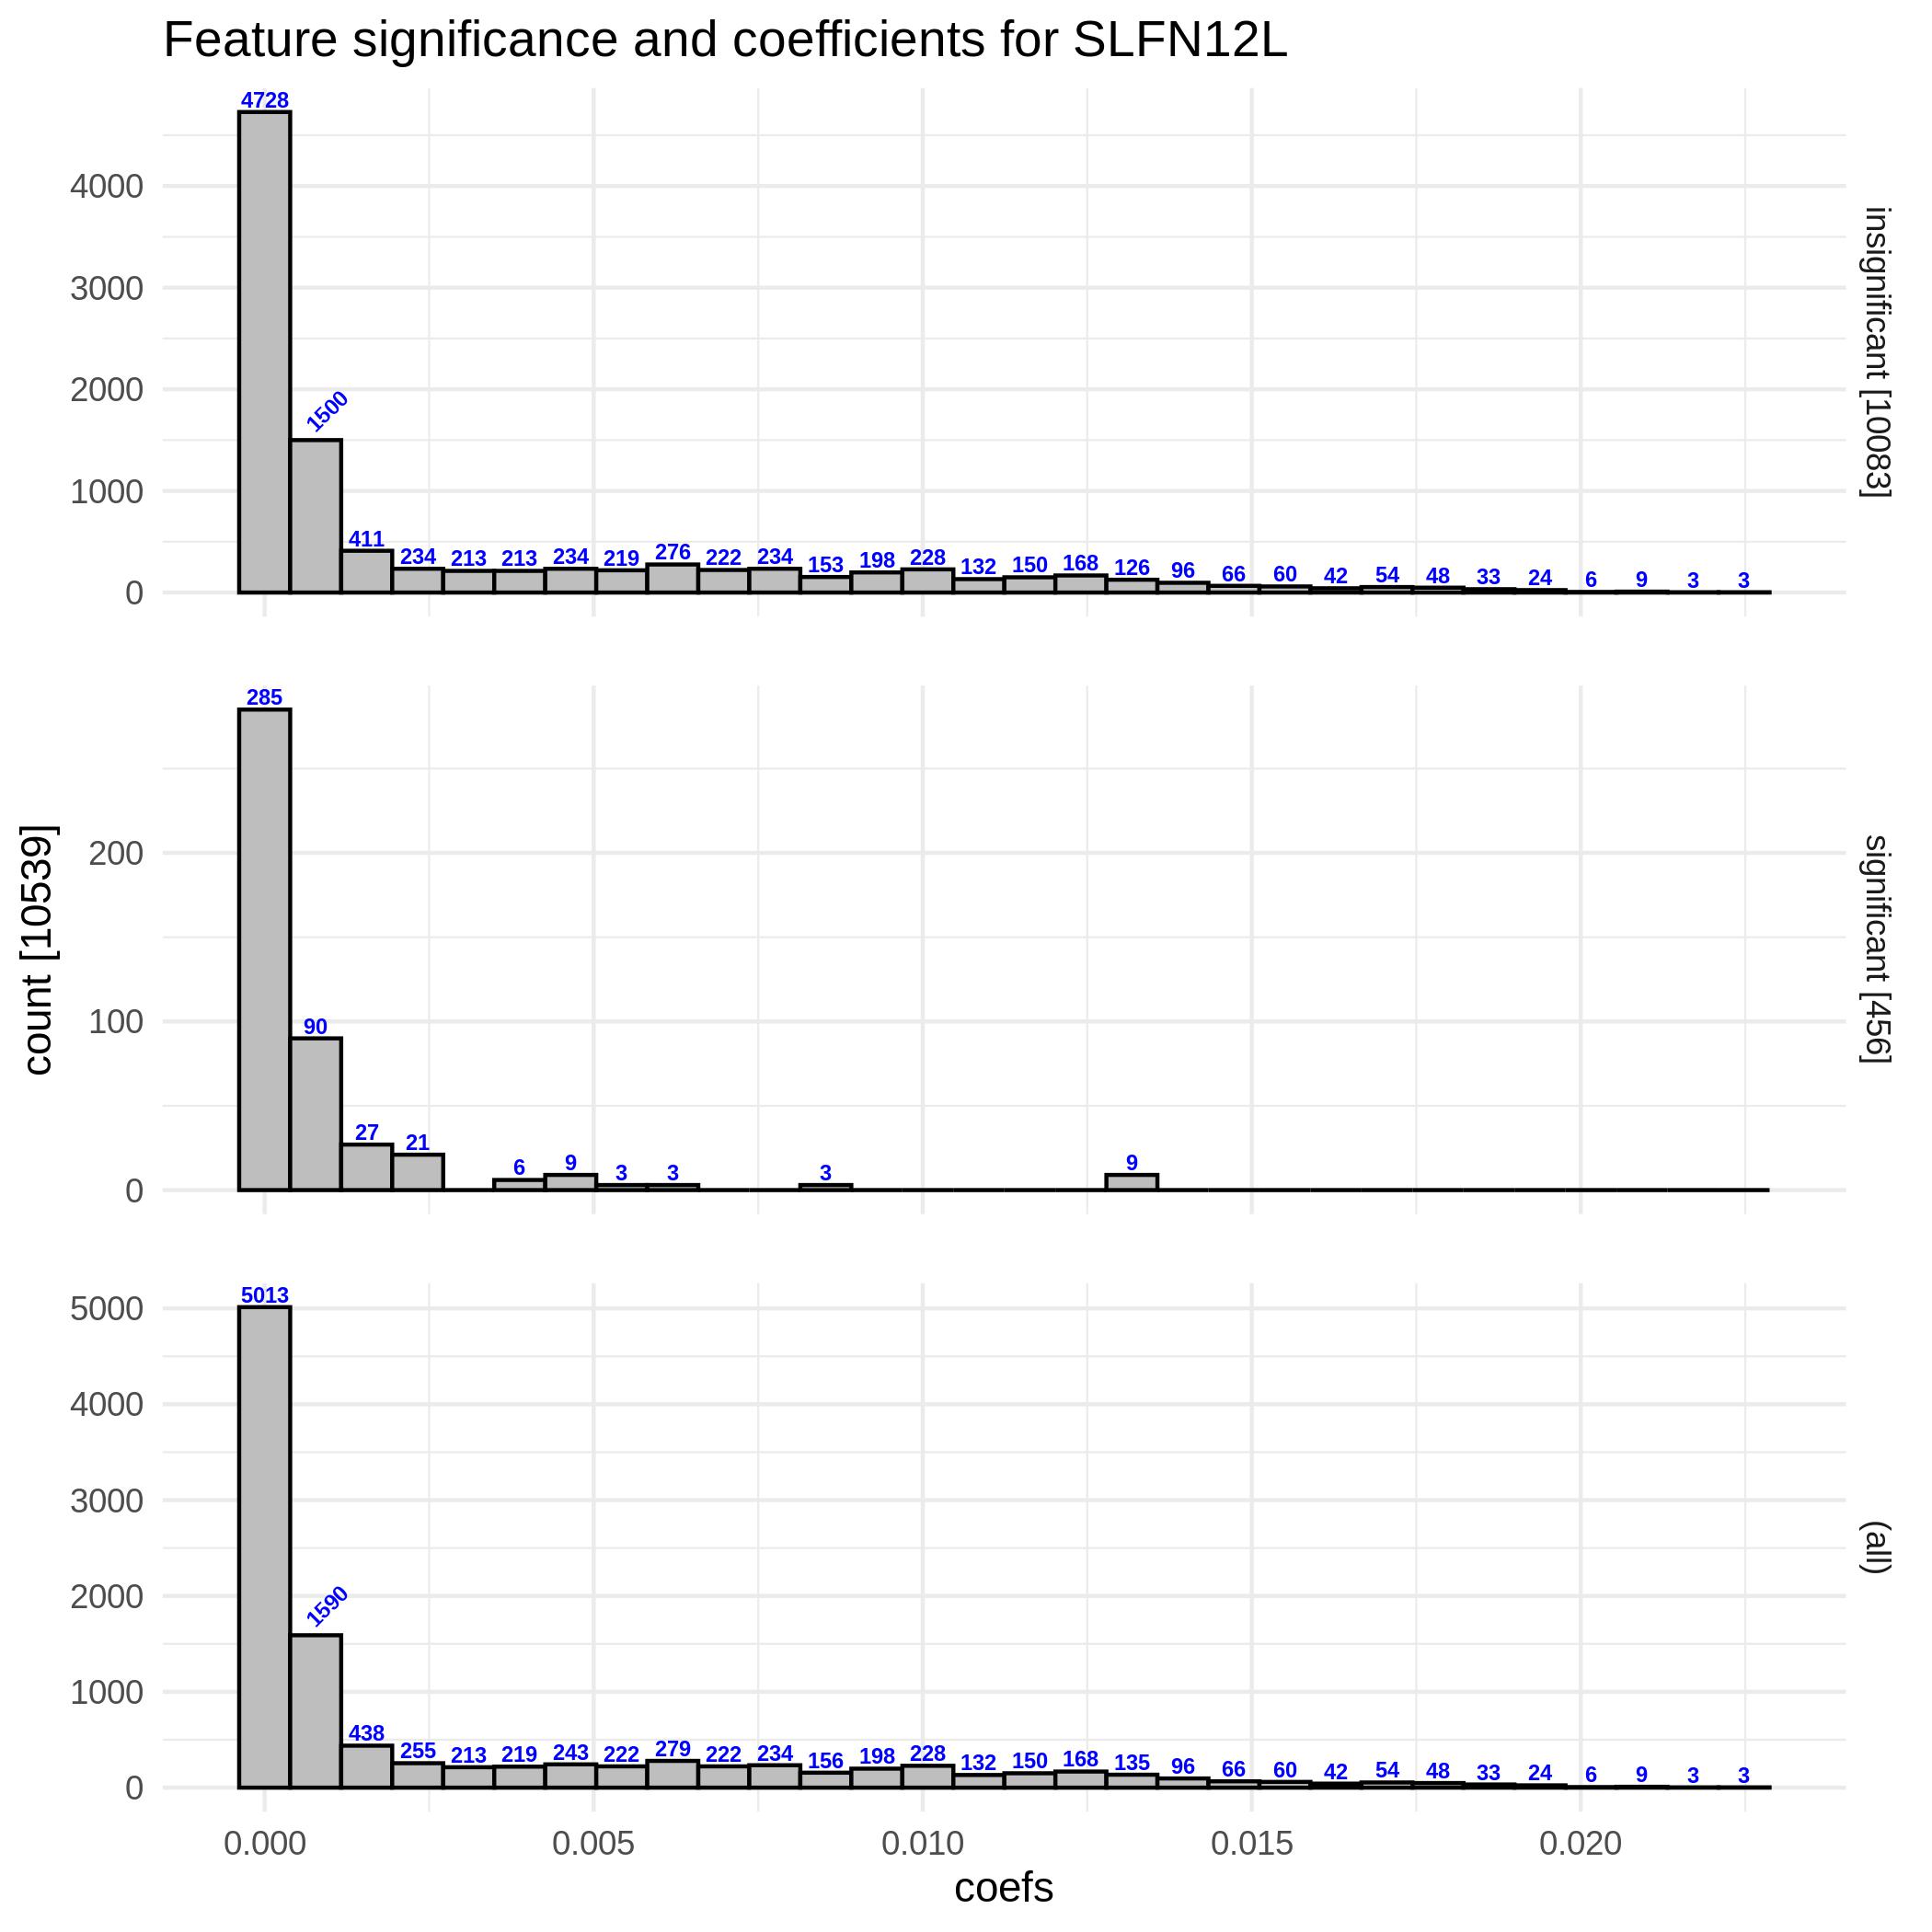 Feature significance and coefficients for SLFN12L
4728
4000
3000
2000
1000
0
1500
411 234 213 213 234 219 276 222 234 153 198 228 132 150 168 126 96 66 60 42 54 48 33 24 6 9 3 3
insignificant [10083]
count [10539]
285
200
100
0
90
27 21 6 9 3 3 3 9
significant [456]
5013
5000
4000
3000
2000
1000
0
1590
438 255 213 219 243 222 279 222 234 156 198 228 132 150 168 135 96 66 60 42 54 48 33 24 6 9 3 3
(all)
0.000 0.005 0.010 0.015 0.020
coefs